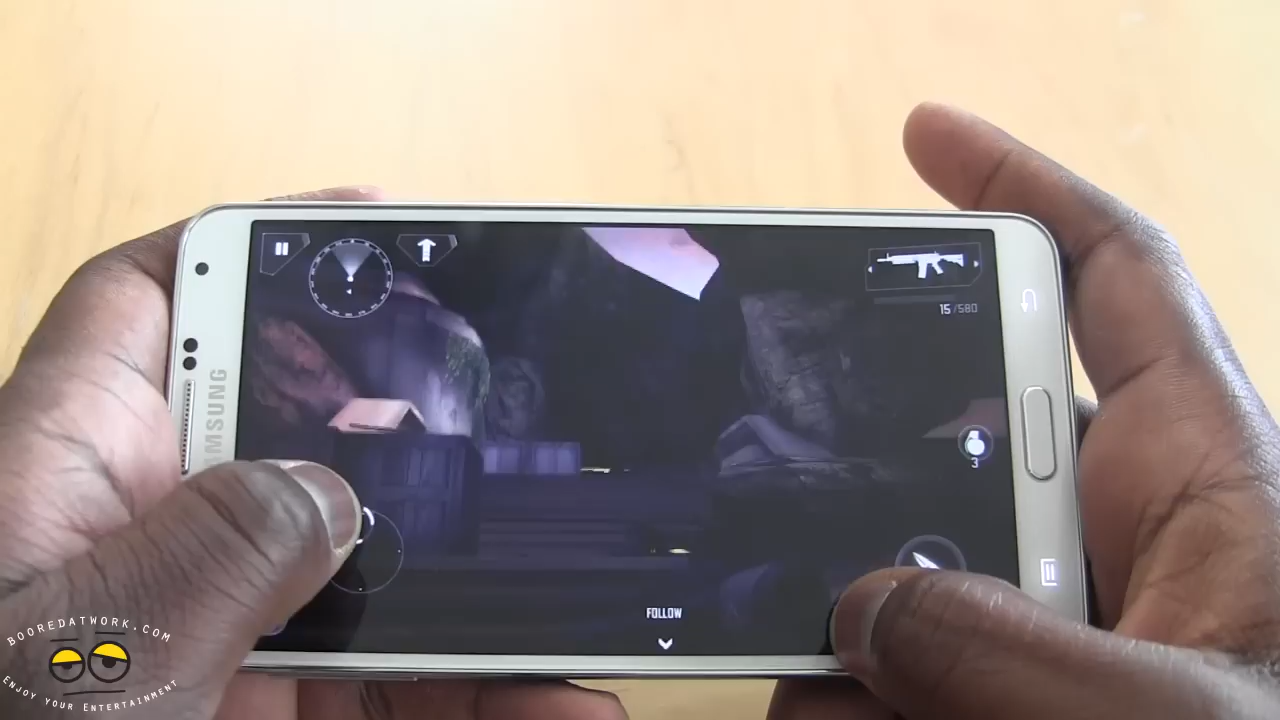 15/580
SAMSUNG
3
FOLLOW
BOOREDATWORK.COM
ENJOY YOUR ENTERTAINMENT